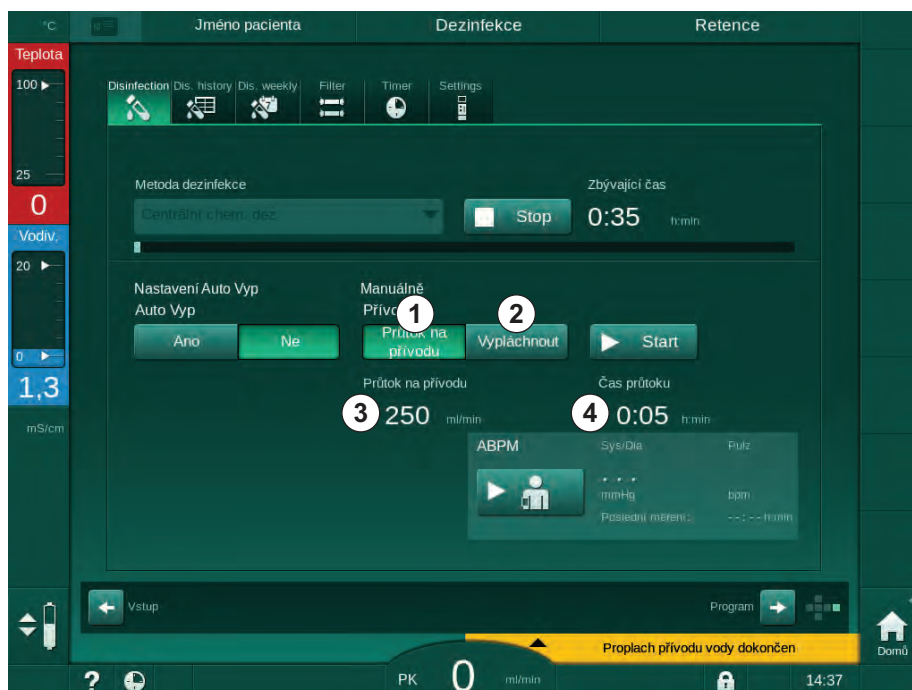 °C Jméno pacienta Dezinfekce Retence
Teplota
100
25
0
Vodiv.
20
0
1,3
mS/cm
Disinfection Dis. history Dis. weekly Filter Timer Settings
Metoda dezinfekce
Centrální chem. dez.
Stop
Zbývající čas
0:35 h:min
Nastavení Auto Vyp
Auto Vyp
Ano Ne
Manuálně
1 2
Průtok na
přívodu
Vypláchnout
Start
Průtok na přívodu
3 250 ml/min
Čas průtoku
4 0:05 h:min
ABPM Sys/Dia Pulz
mmHg bpm
Poslední měření: --:-- h:min
Vstup Program
Proplach přívodu vody dokončen
Domů
? PK 0 ml/min 14:37